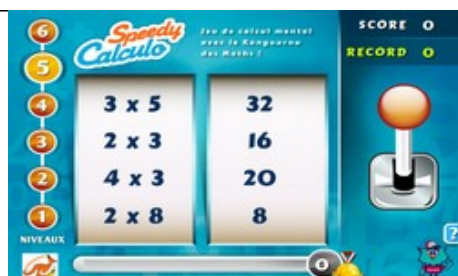 6
Speedy
Calculo
Jeu de calcul mental
avec le Kangourou
des Maths !
SCORE 0
RECORD 0
5
4
3
2
1
NIVEAUX
3 x 5
2 x 3
4 x 3
2 x 8
32
16
20
8
0
?